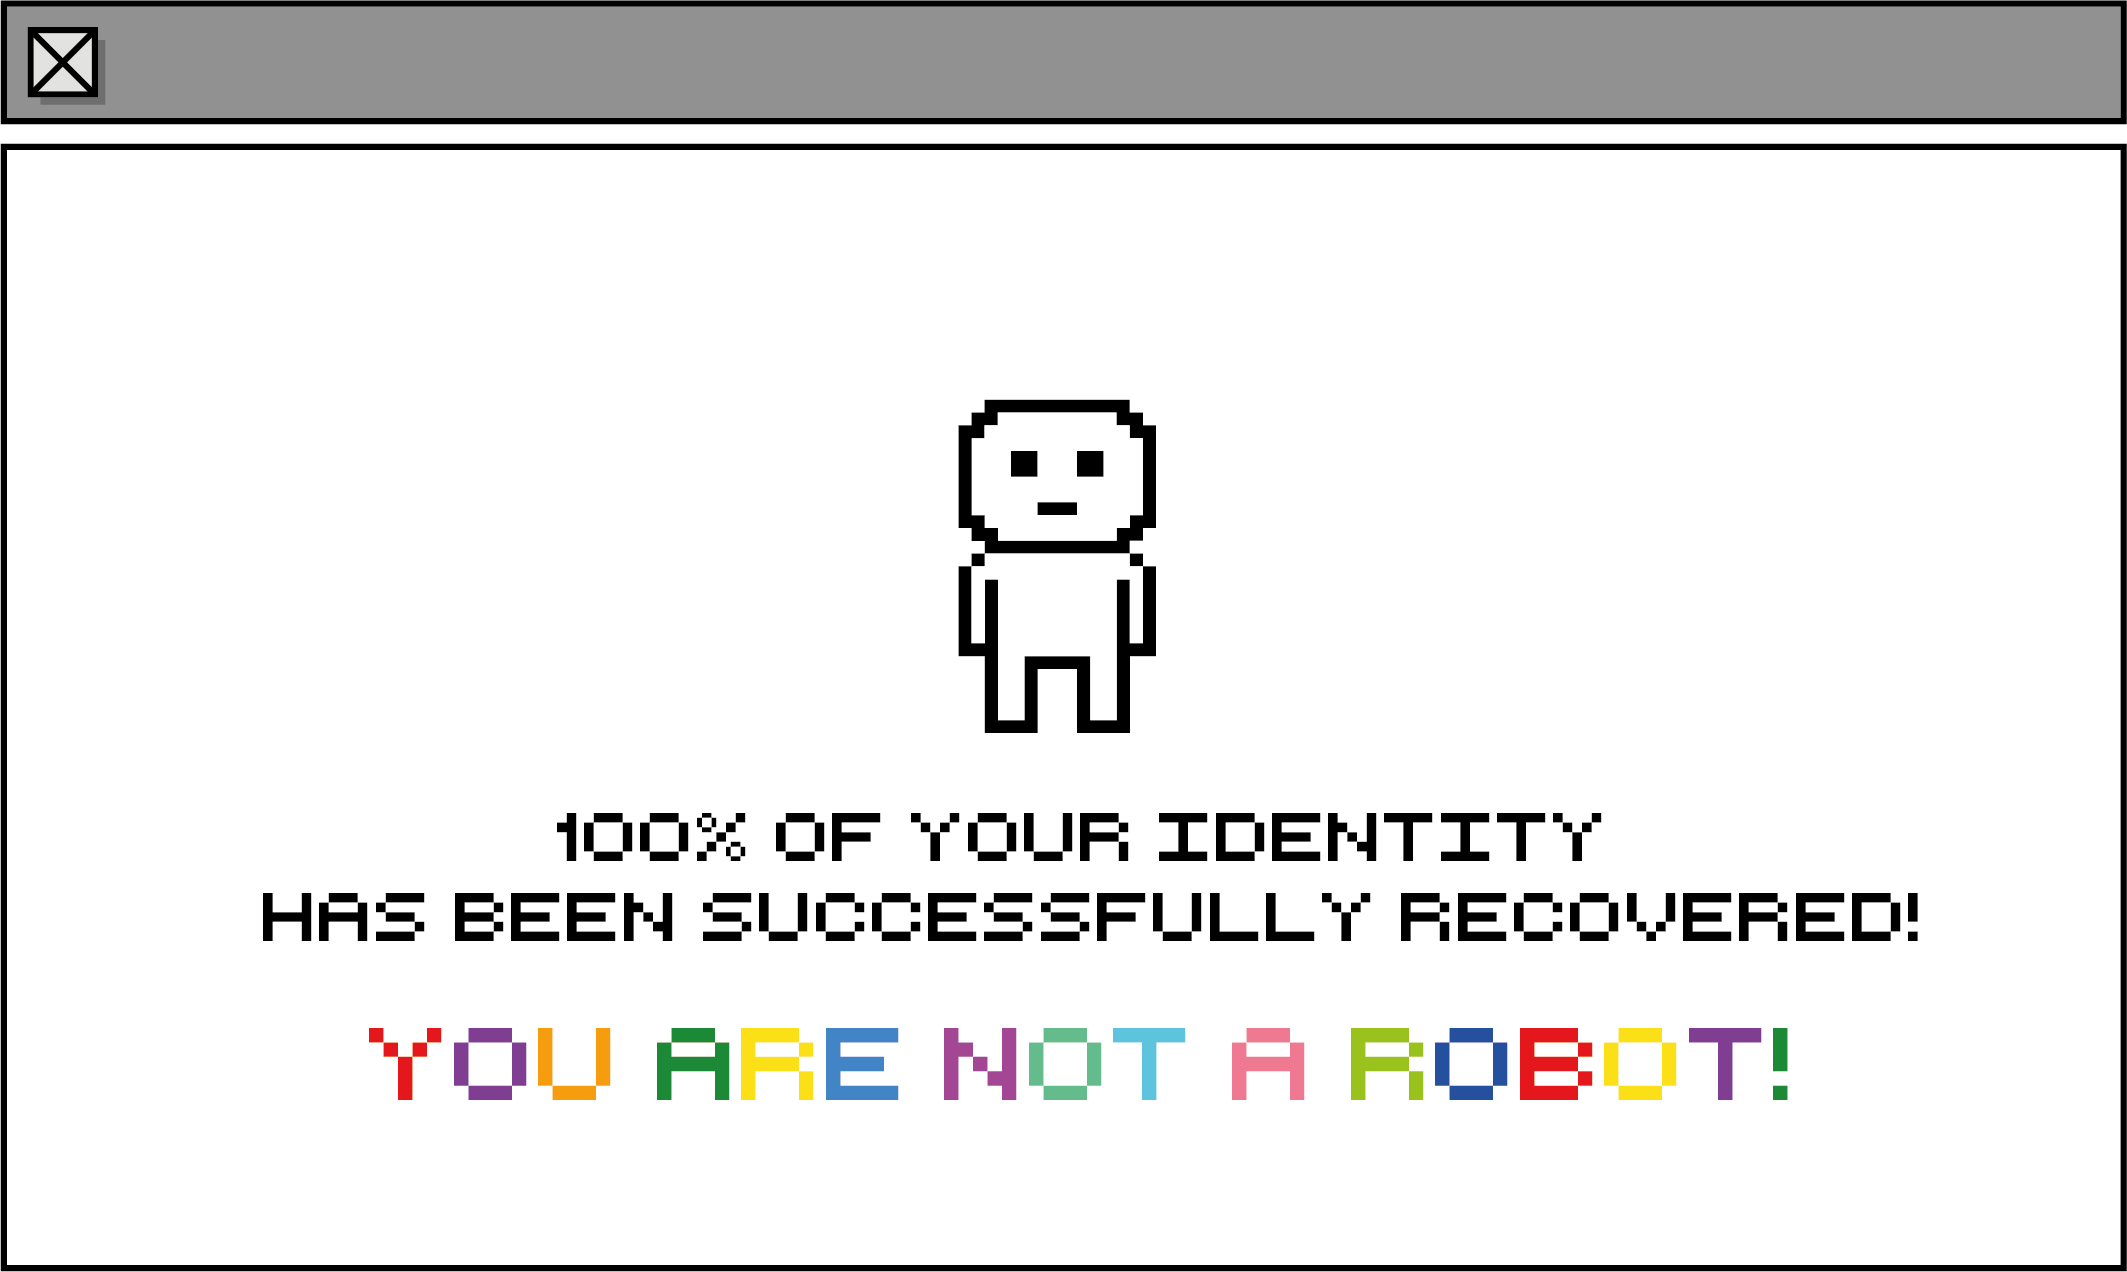 100% OF YOUR IDENTITY
HAS BEEN SUCCESSFULLY RECOVERED!
YOU ARE NOT A ROBOT!